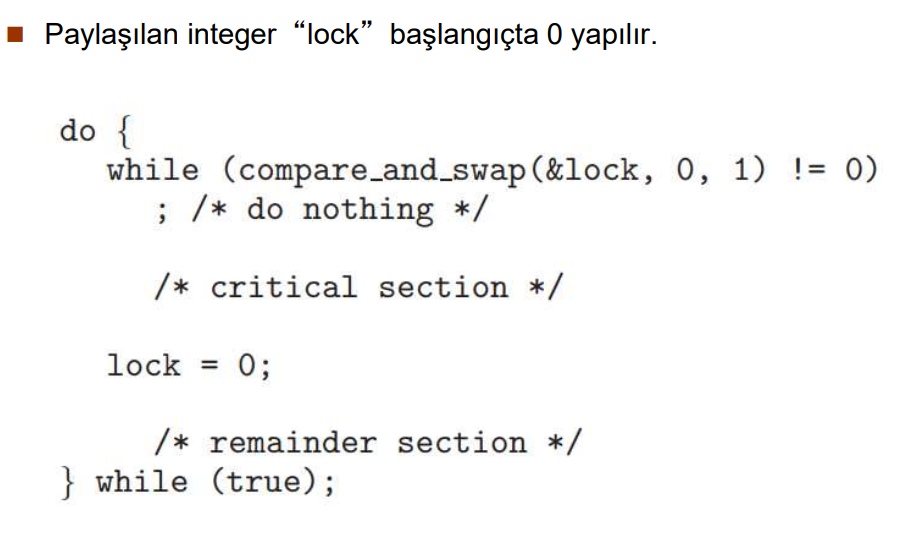 Paylaşılan integer “lock” başlangıçta 0 yapılır.
do {
while (compare_and_swap(&lock, 0, 1) != 0)
; /* do nothing */
/* critical section */
lock = 0;
/* remainder section */
} while (true);